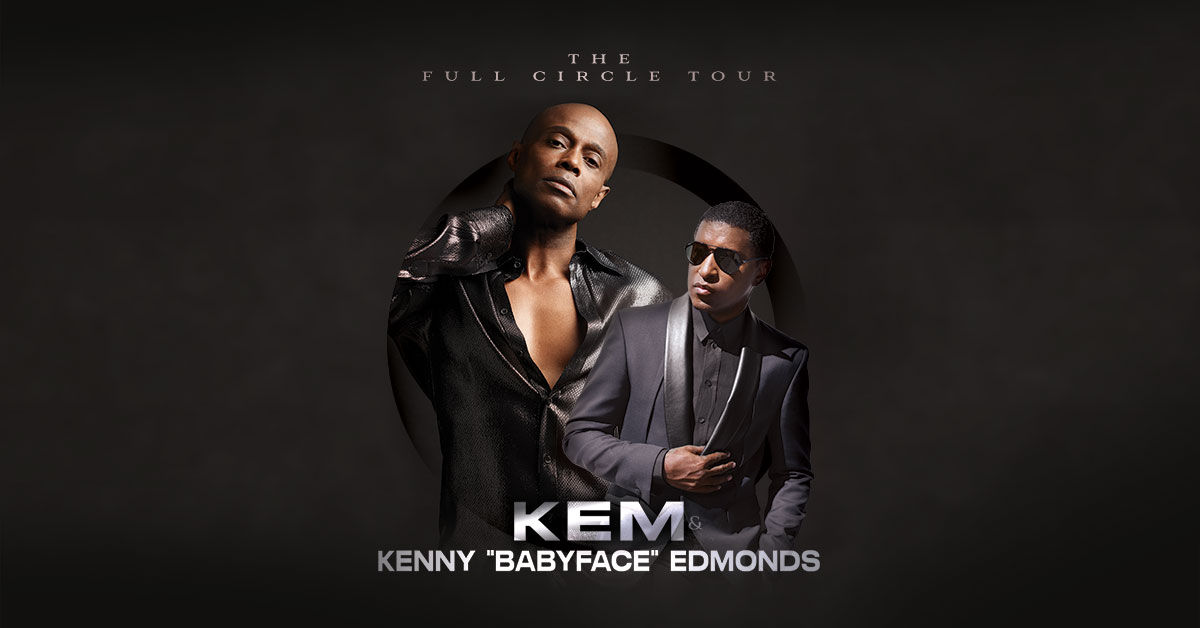 THE
FULL CIRCLE TOUR
KEM &
KENNY "BABYFACE" EDMONDS